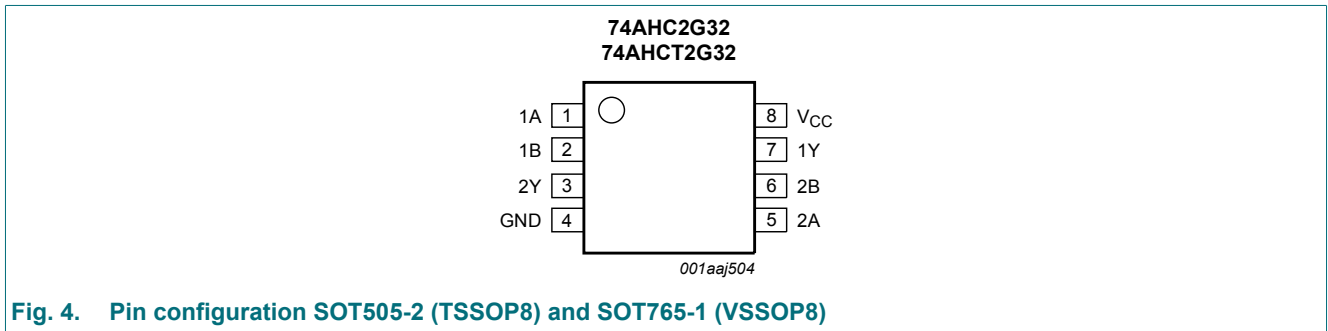 74AHC2G32
74AHCT2G32
1A 1 8 VCC
1B 2 7 1Y
2Y 3 6 2B
GND 4 5 2A
001aaj504
Fig. 4. Pin configuration SOT505-2 (TSSOP8) and SOT765-1 (VSSOP8)